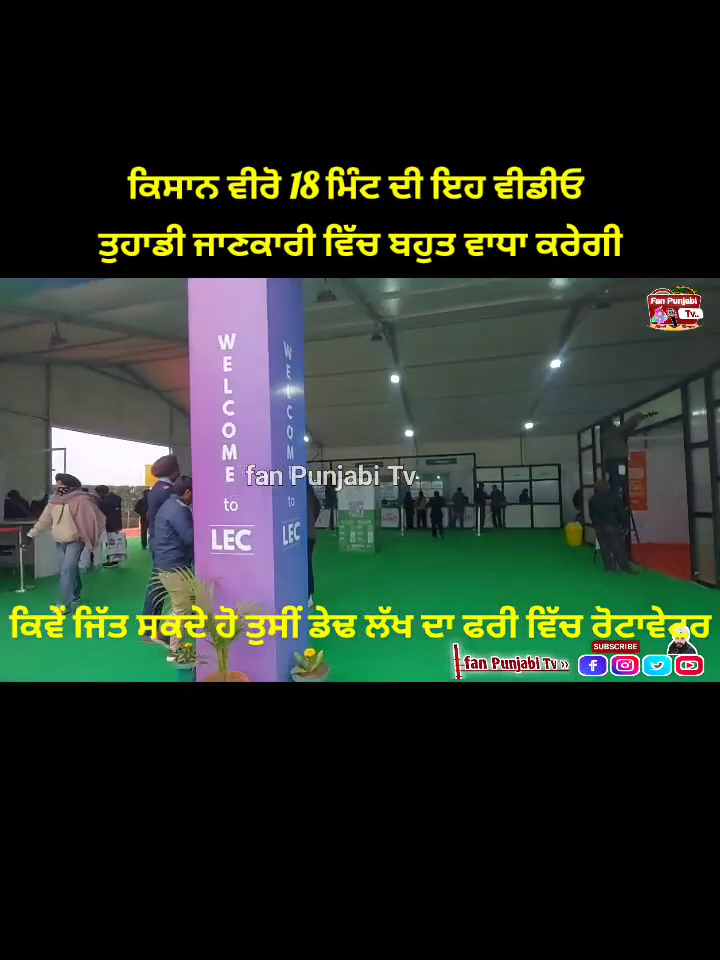 ਕਿਸਾਨ ਵੀਰੋ 18 ਮਿੰਟ ਦੀ ਇਹ ਵੀਡੀਓ
ਤੁਹਾਡੀ ਜਾਣਕਾਰੀ ਵਿੱਚ ਬਹੁਤ ਵਾਧਾ ਕਰੇਗੀ
Fan Punjabi
Tv..
WELCOME
to
LEC
WELCOME
to
LEC
fan Punjabi Tv
ਕਿਵੇਂ ਜਿੱਤ ਸਕਦੇ ਹੋ ਤੁਸੀਂ ਡੇਢ ਲੱਖ ਦਾ ਫਰੀ ਵਿੱਚ ਰੋਟਾਵੇਟਰ
SUBSCRIBE
fan Punjabi Tv »